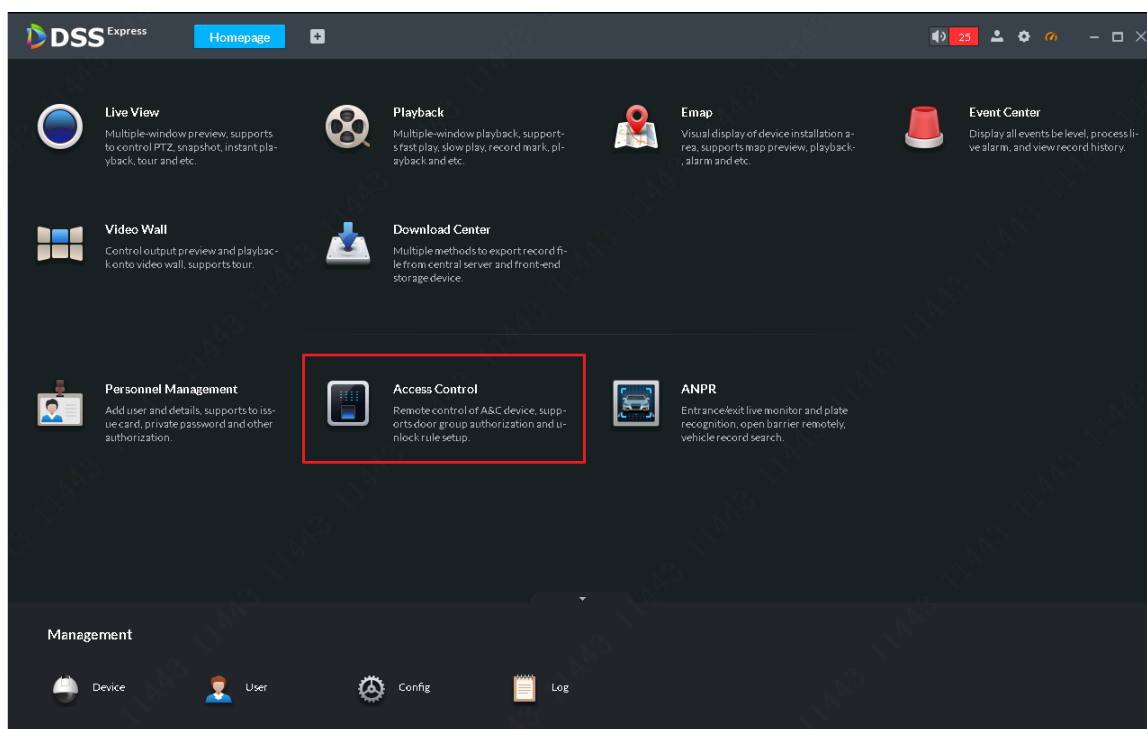 DSS Express
Homepage
25
Live View
Multiple-window preview, supports
to control PTZ, snapshot, instant pla-
yback, tour and etc.
Playback
Multiple-window playback, support-
s fast play, slow play, record mark, pl-
ayback and etc.
Emap
Visual display of device installation a-
rea, supports map preview, playback-
, alarm and etc.
Event Center
Display all events be level, process li-
ve alarm, and view record history.
Video Wall
Control output preview and playbac-
k onto video wall, supports tour.
Download Center
Multiple methods to export record fi-
le from central server and front-end
storage device.
Personnel Management
Add user and details, supports to iss-
ue card, private password and other
authorization.
Access Control
Remote control of A&C device, supp-
orts door group authorization and u-
nlock rule setup.
ANPR
Entrance/exit live monitor and plate
recognition, open barrier remotely,
vehicle record search.
Management
Device
User
Config
Log